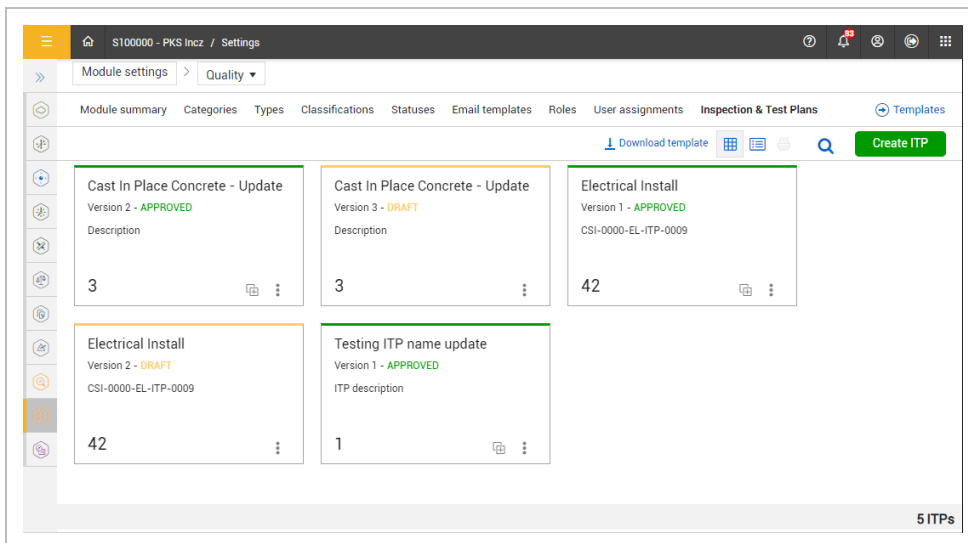 S100000 - PKS Incz / Settings
83
Module settings > Quality
Module summary Categories Types Classifications Statuses Email templates Roles User assignments Inspection & Test Plans Templates
Download template Create ITP
Cast In Place Concrete - Update
Version 2 - APPROVED
Description
3
Cast In Place Concrete - Update
Version 3 - DRAFT
Description
3
Electrical Install
Version 1 - APPROVED
CSI-0000-EL-ITP-0009
42
Electrical Install
Version 2 - DRAFT
CSI-0000-EL-ITP-0009
42
Testing ITP name update
Version 1 - APPROVED
ITP description
1
5 ITPs